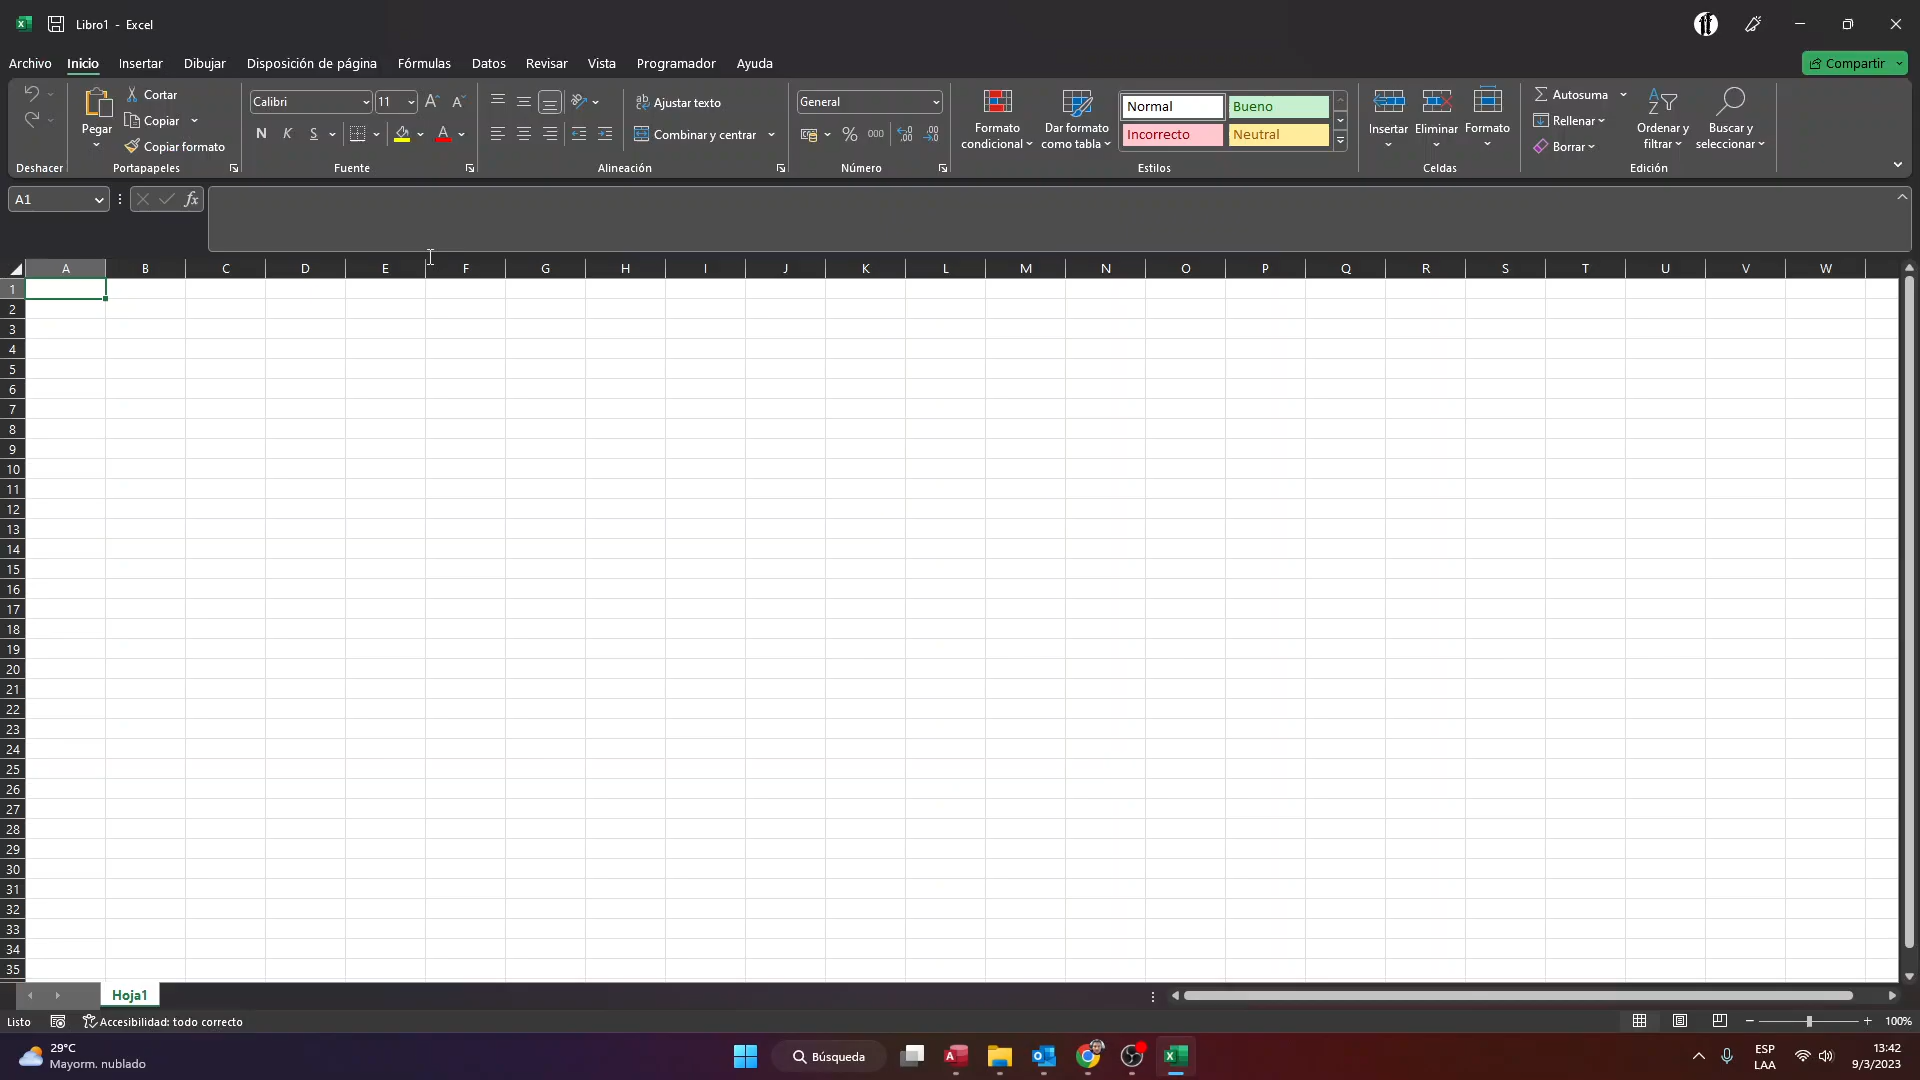 Libro1 - Excel
Archivo Inicio Insertar Dibujar Disposición de página Fórmulas Datos Revisar Vista Programador Ayuda Compartir
Pegar Cortar Copiar Copiar formato
Calibri 11 N K S
Ajustar texto
Combinar y centrar
General % 000
Formato condicional
Dar formato como tabla
Normal Bueno
Incorrecto Neutral
Insertar Eliminar Formato
Autosuma
Rellenar
Borrar
Ordenar y filtrar
Buscar y seleccionar
Deshacer Portapapeles Fuente Alineación Número Estilos Celdas Edición
A1 fx
A B C D E F G H I J K L M N O P Q R S T U V W
1
2
3
4
5
6
7
8
9
10
11
12
13
14
15
16
17
18
19
20
21
22
23
24
25
26
27
28
29
30
31
32
33
34
35
Hoja1
Listo Accesibilidad: todo correcto 100%
29°C
Mayorm. nublado
Búsqueda
ESP
LAA
13:42
9/3/2023